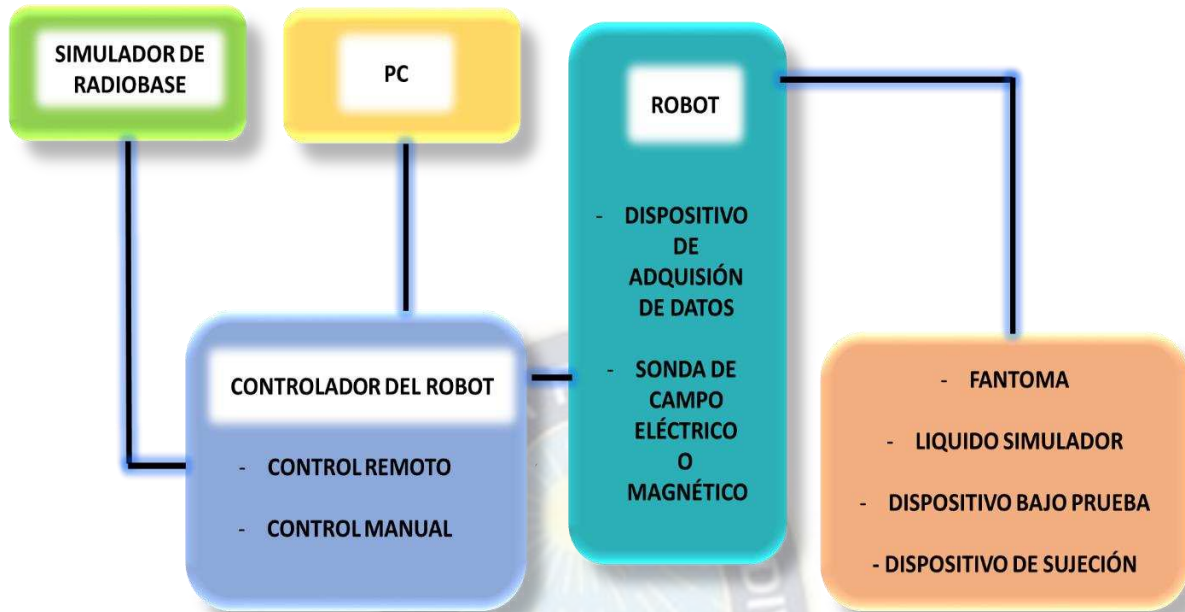 SIMULADOR DE
RADIOBASE
PC
ROBOT
- DISPOSITIVO
DE
ADQUISIÓN
DE DATOS
- SONDA DE
CAMPO
ELÉCTRICO
O
MAGNÉTICO
CONTROLADOR DEL ROBOT
- CONTROL REMOTO
- CONTROL MANUAL
- FANTOMA
- LIQUIDO SIMULADOR
- DISPOSITIVO BAJO PRUEBA
- DISPOSITIVO DE SUJECIÓN